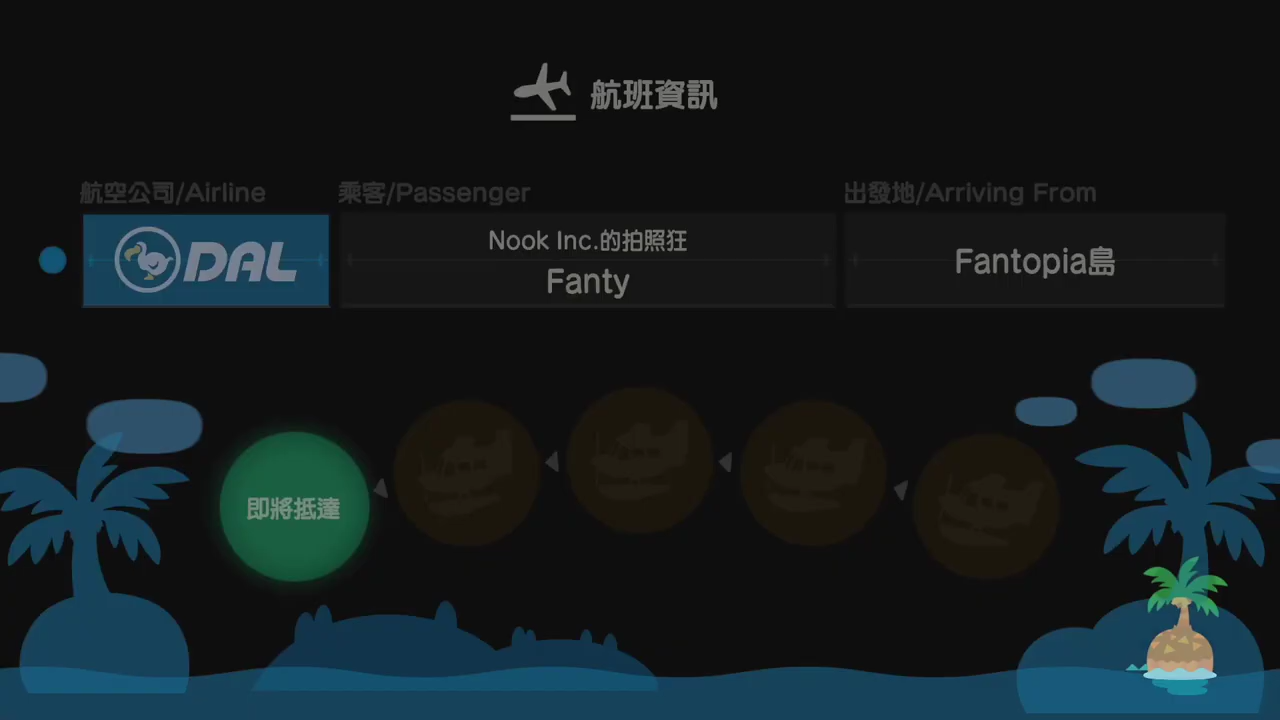 航班資訊
航空公司/Airline
乘客/Passenger
出發地/Arriving From
DAL
Nook Inc.的拍照狂
Fanty
Fantopia島
即將抵達